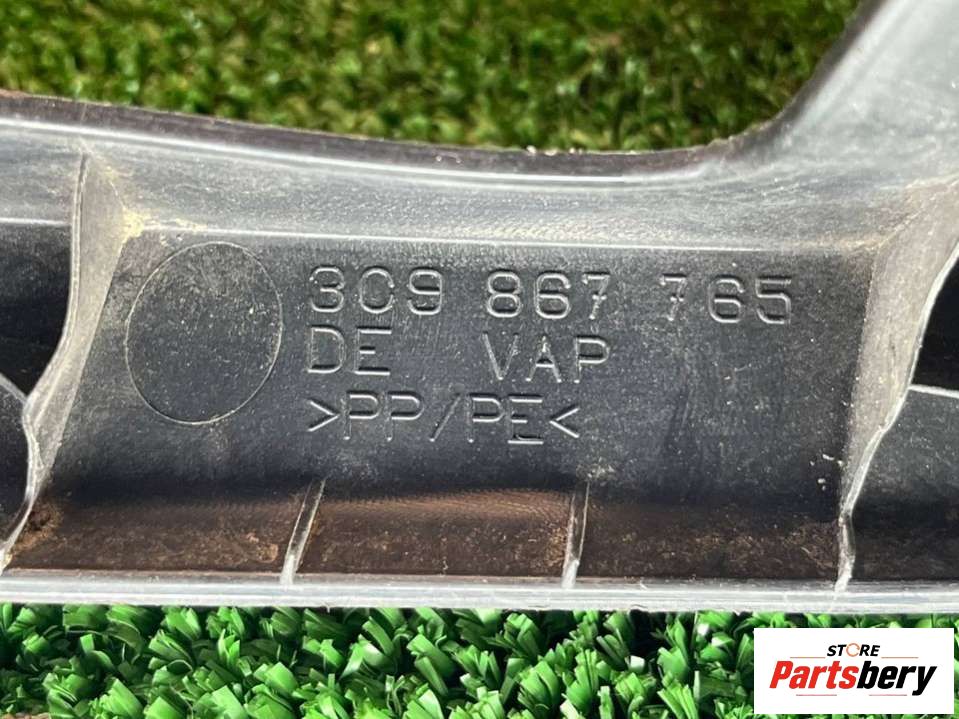 3C9 867 765
DE VAP
>PP/PE<
STORE
Partsbery